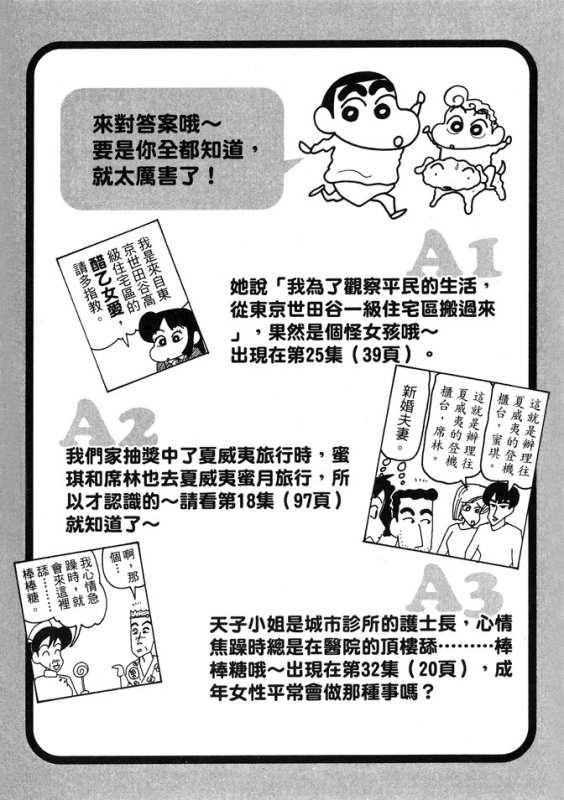 來對答案哦～
要是你全都知道，
就太厲害了！
A1
她說「我為了觀察平民的生活，
從東京世田谷一級住宅區搬過來
」，果然是個怪女孩哦～
出現在第25集（39頁）。
我是來自東
京世田谷高
級住宅區的
醋乙女愛，
請多指教。
A2
我們家抽獎中了夏威夷旅行時，蜜
琪和席林也去夏威夷蜜月旅行，所
以才認識的～請看第18集（97頁）
就知道了～
這就是辦理往
夏威夷的登機
櫃台，蜜琪。
這就是辦理往
夏威夷的登機
櫃台，席林。
新婚夫妻。
A3
天子小姐是城市診所的護士長，心情
焦躁時總是在醫院的頂樓舔………棒
棒糖哦～出現在第32集（20頁），成
年女性平常會做那種事嗎？
啊，那
個…
我心情急
躁時，就
會來這裡
舔………
棒棒糖。